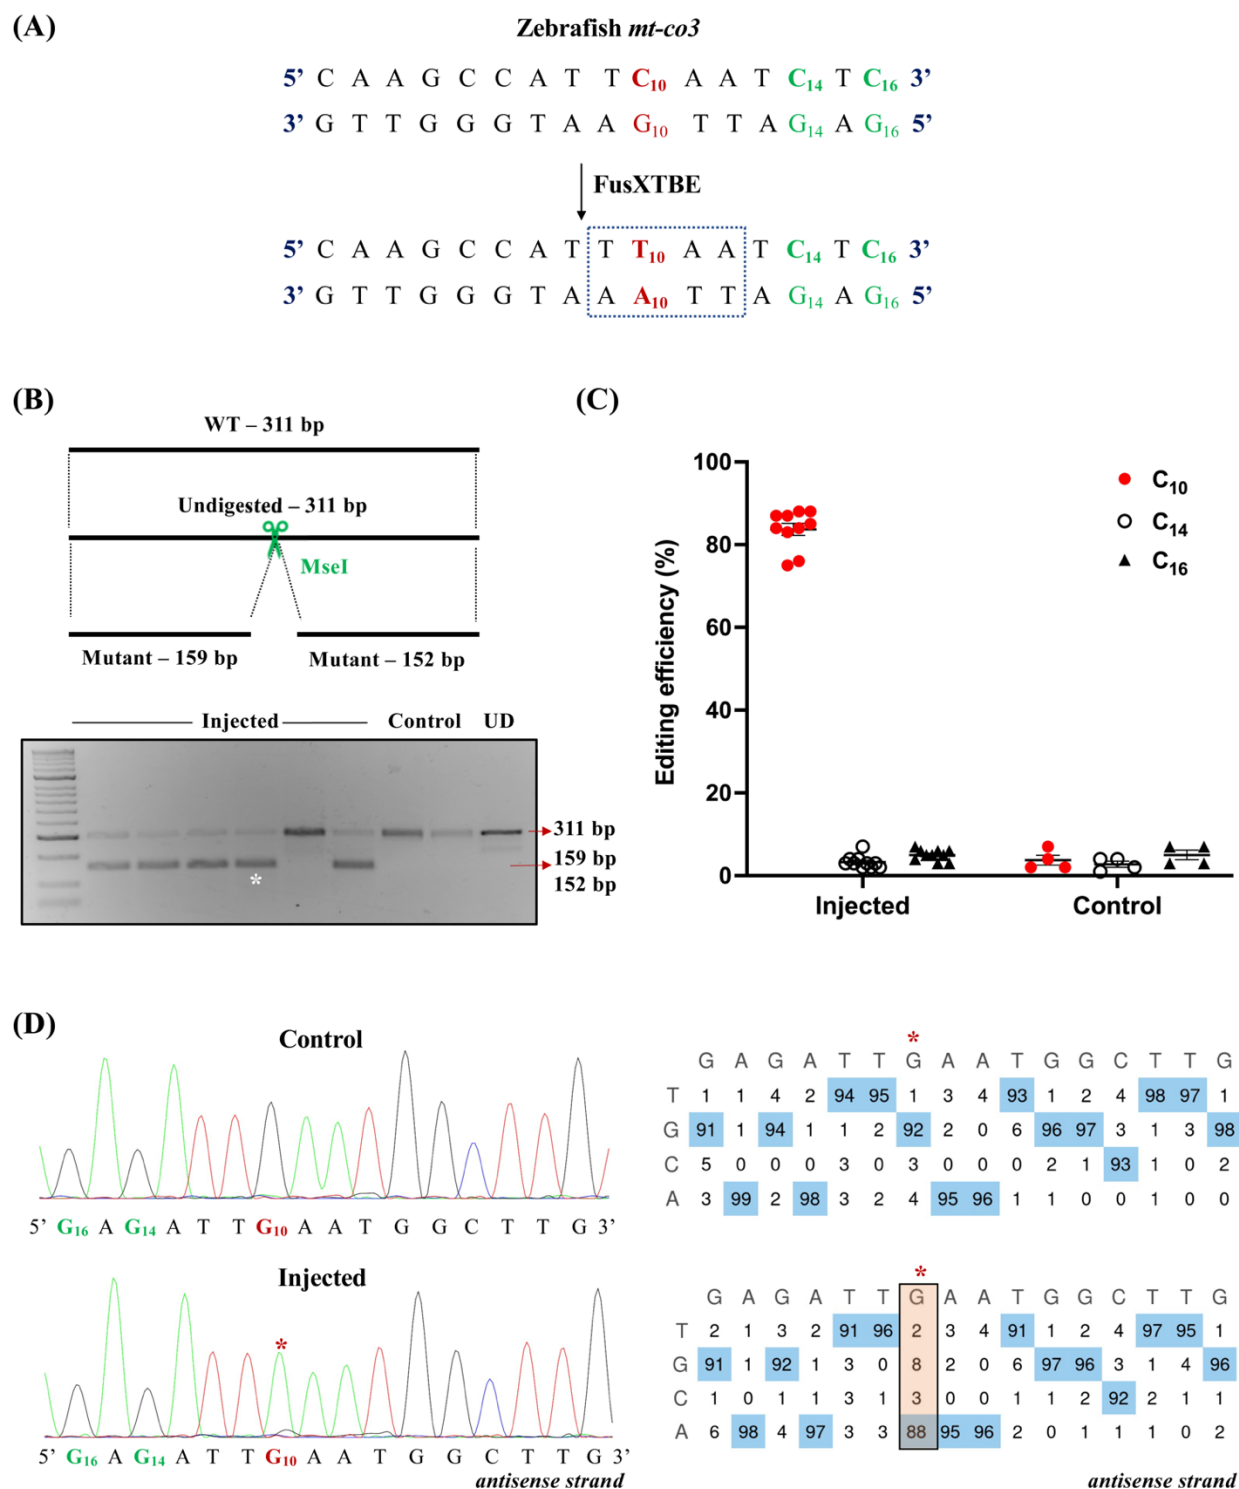 (A)
Zebrafish mt-co3
5’ C A A G C C A T T C10 A A T C14 T C16 3’
3’ G T T G G G T A A G10 T T A G14 A G16 5’
FusXTBE
5’ C A A G C C A T T T10 A A T C14 T C16 3’
3’ G T T G G G T A A A10 T T A G14 A G16 5’
(B)
WT – 311 bp
Undigested – 311 bp
MseI
Mutant – 159 bp Mutant – 152 bp
Injected Control UD
311 bp
159 bp
152 bp
*
(C)
Editing efficiency (%)
100
80
60
40
20
0
C10
C14
C16
Injected Control
(D)
Control
5’ G16 A G14 A T T G10 A A T G G C T T G 3’
Injected
*
5’ G16 A G14 A T T G10 A A T G G C T T G 3’
antisense strand
*
G A G A T T G A A T G G C T T G
T 1 1 4 2 94 95 1 3 4 93 1 2 4 98 97 1
G 91 1 94 1 1 2 92 2 0 6 96 97 3 1 3 98
C 5 0 0 0 3 0 3 0 0 0 2 1 93 1 0 2
A 3 99 2 98 3 2 4 95 96 1 1 0 0 1 0 0
*
G A G A T T G A A T G G C T T G
T 2 1 3 2 91 96 2 3 4 91 1 2 4 97 95 1
G 91 1 92 1 3 0 8 2 0 6 97 96 3 1 4 96
C 1 0 1 1 3 1 3 0 0 1 1 2 92 2 1 1
A 6 98 4 97 3 3 88 95 96 2 0 1 1 1 0 2
antisense strand